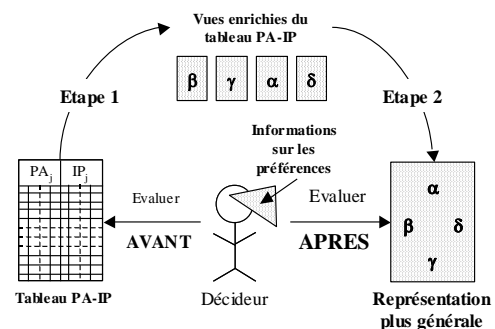 Vues enrichies du
tableau PA-IP
β γ α δ
Etape 1
Etape 2
Informations
sur les
préférences
PAj IPj
Evaluer
AVANT
Evaluer
APRES
α
β δ
γ
Tableau PA-IP
Décideur
Représentation
plus générale